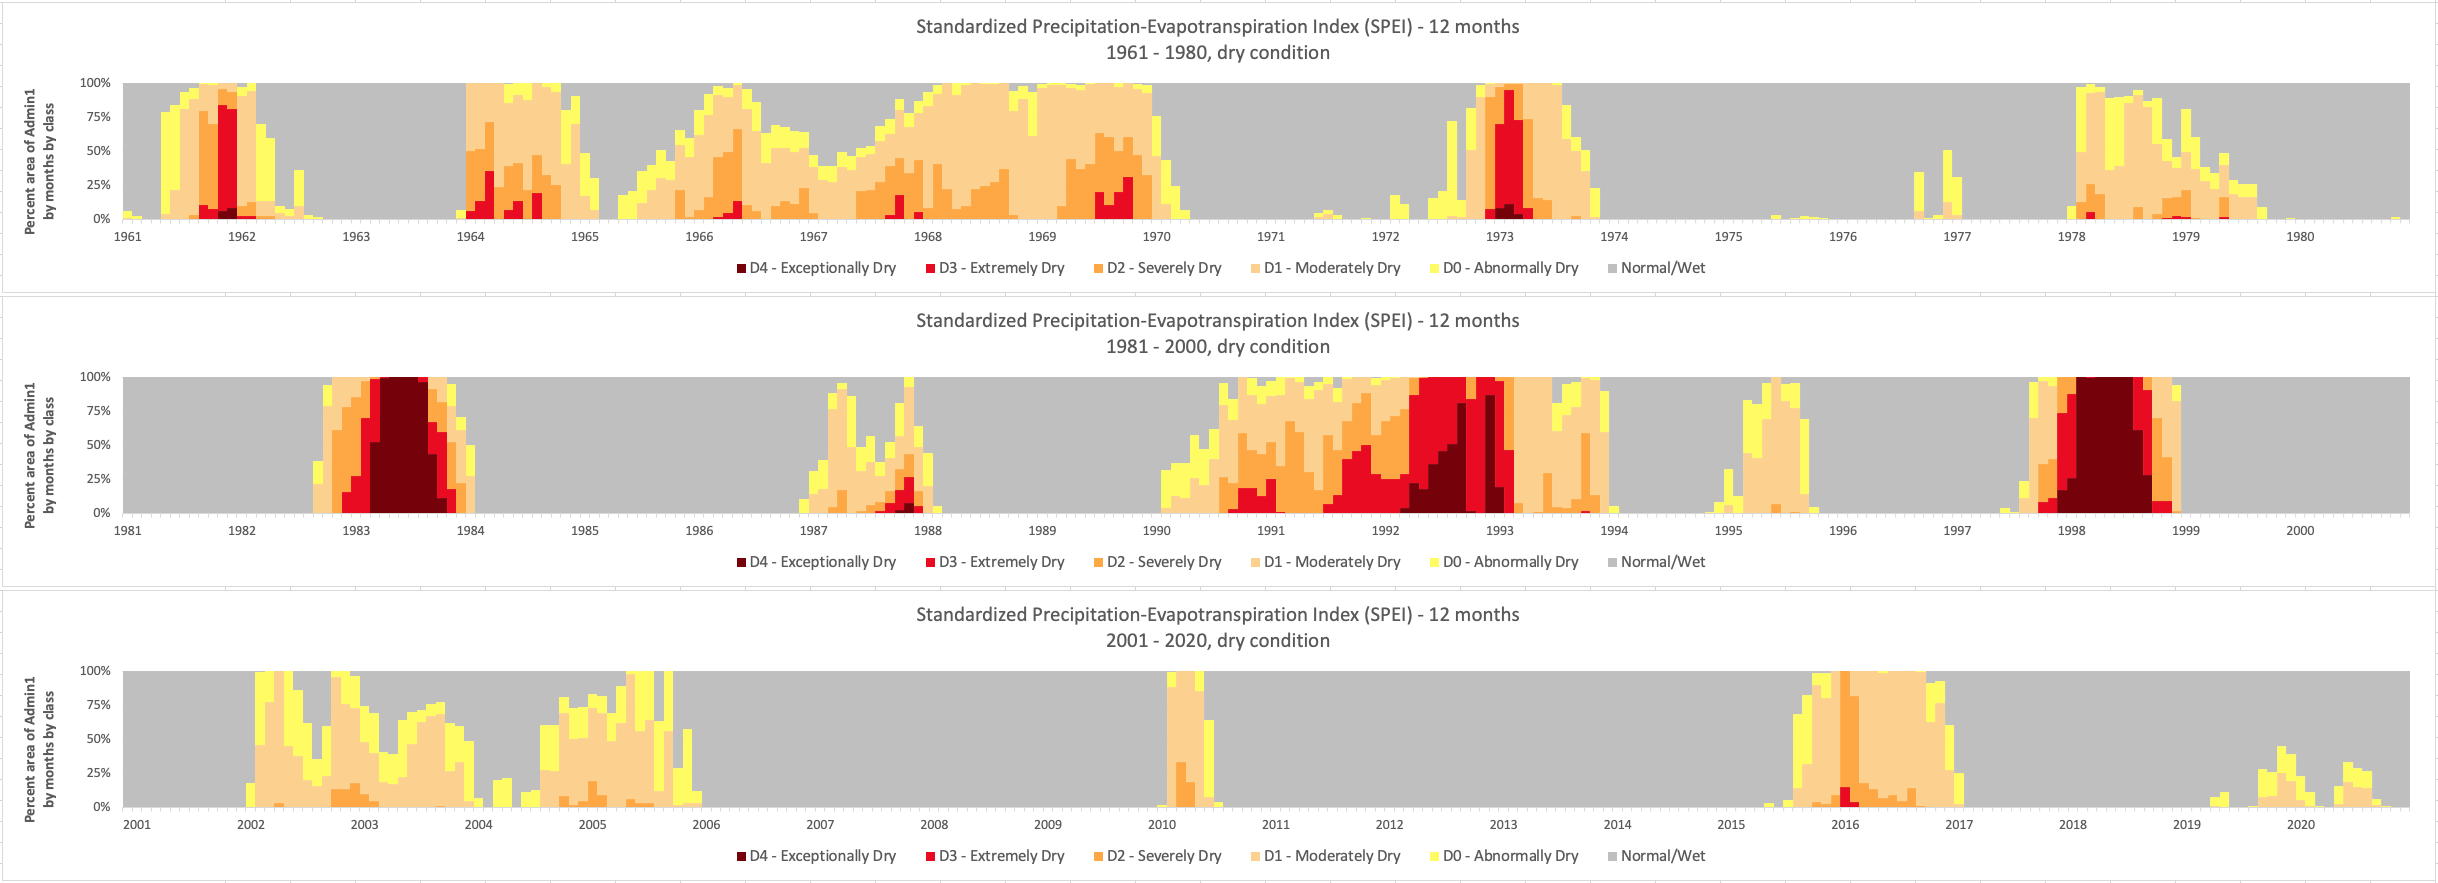 Standardized Precipitation-Evapotranspiration Index (SPEI) - 12 months
1961 - 1980, dry condition
Percent area of Admin1
by months by class
100%
75%
50%
25%
0%
1961 1962 1963 1964 1965 1966 1967 1968 1969 1970 1971 1972 1973 1974 1975 1976 1977 1978 1979 1980
D4 - Exceptionally Dry D3 - Extremely Dry D2 - Severely Dry D1 - Moderately Dry D0 - Abnormally Dry Normal/Wet
Standardized Precipitation-Evapotranspiration Index (SPEI) - 12 months
1981 - 2000, dry condition
Percent area of Admin1
by months by class
100%
75%
50%
25%
0%
1981 1982 1983 1984 1985 1986 1987 1988 1989 1990 1991 1992 1993 1994 1995 1996 1997 1998 1999 2000
D4 - Exceptionally Dry D3 - Extremely Dry D2 - Severely Dry D1 - Moderately Dry D0 - Abnormally Dry Normal/Wet
Standardized Precipitation-Evapotranspiration Index (SPEI) - 12 months
2001 - 2020, dry condition
Percent area of Admin1
by months by class
100%
75%
50%
25%
0%
2001 2002 2003 2004 2005 2006 2007 2008 2009 2010 2011 2012 2013 2014 2015 2016 2017 2018 2019 2020
D4 - Exceptionally Dry D3 - Extremely Dry D2 - Severely Dry D1 - Moderately Dry D0 - Abnormally Dry Normal/Wet